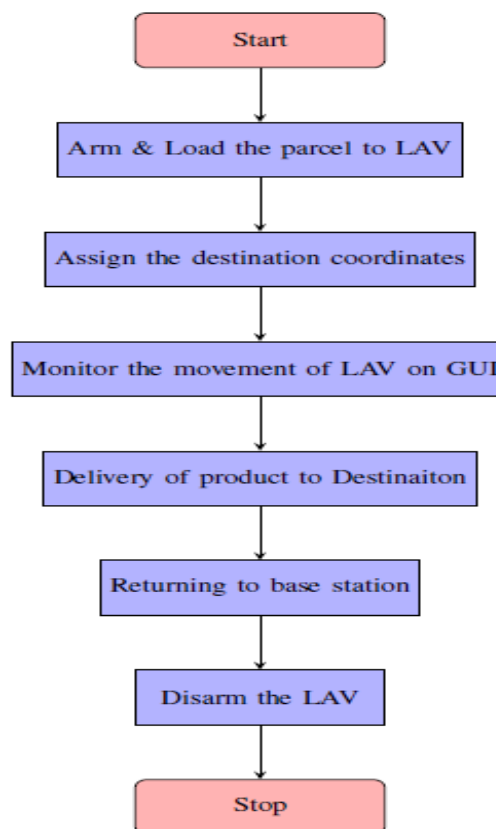 Start
Arm & Load the parcel to LAV
Assign the destination coordinates
Monitor the movement of LAV on GUI
Delivery of product to Destinaiton
Returning to base station
Disarm the LAV
Stop